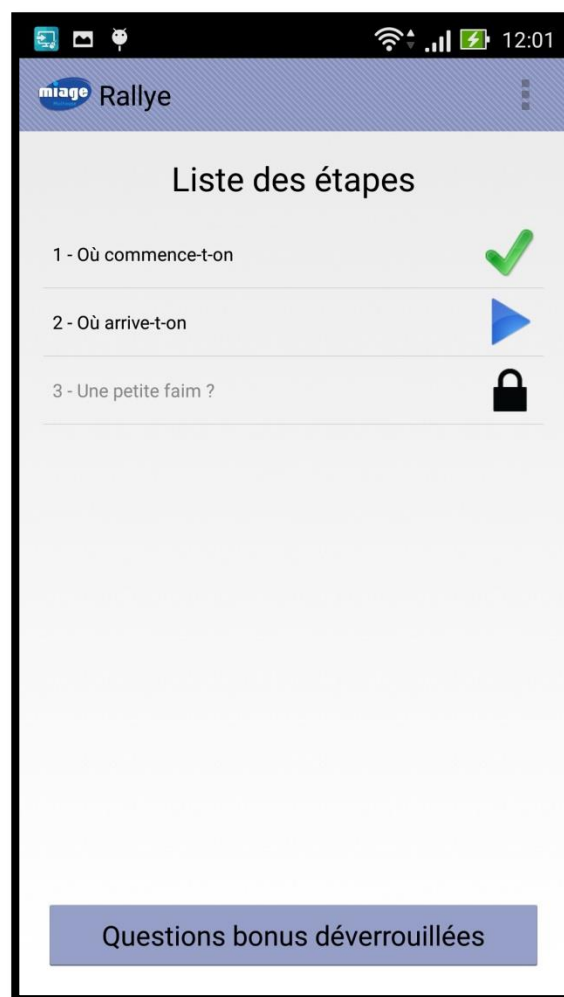 12:01
miage Rallye
Liste des étapes
1 - Où commence-t-on
2 - Où arrive-t-on
3 - Une petite faim ?
Questions bonus déverrouillées